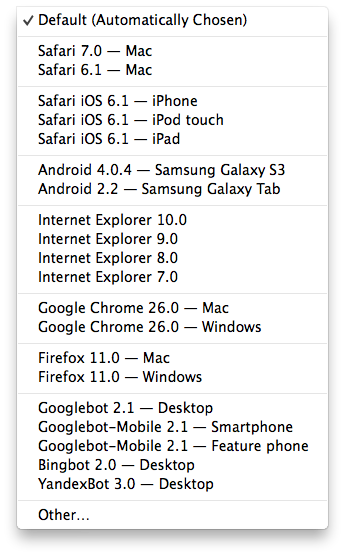 ✓ Default (Automatically Chosen)
Safari 7.0 — Mac
Safari 6.1 — Mac
Safari iOS 6.1 — iPhone
Safari iOS 6.1 — iPod touch
Safari iOS 6.1 — iPad
Android 4.0.4 — Samsung Galaxy S3
Android 2.2 — Samsung Galaxy Tab
Internet Explorer 10.0
Internet Explorer 9.0
Internet Explorer 8.0
Internet Explorer 7.0
Google Chrome 26.0 — Mac
Google Chrome 26.0 — Windows
Firefox 11.0 — Mac
Firefox 11.0 — Windows
Googlebot 2.1 — Desktop
Googlebot-Mobile 2.1 — Smartphone
Googlebot-Mobile 2.1 — Feature phone
Bingbot 2.0 — Desktop
YandexBot 3.0 — Desktop
Other…